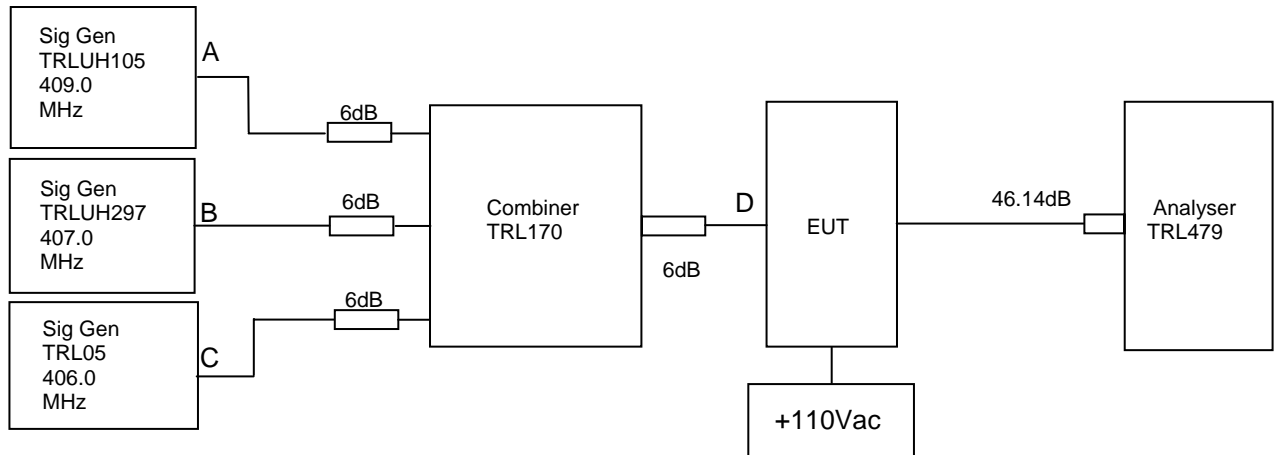 Sig Gen
TRLUH105
409.0
MHz
A
6dB
Sig Gen
TRLUH297
407.0
MHz
B
6dB
Sig Gen
TRL05
406.0
MHz
C
6dB
Combiner
TRL170
6dB
D
EUT
+110Vac
46.14dB
Analyser
TRL479